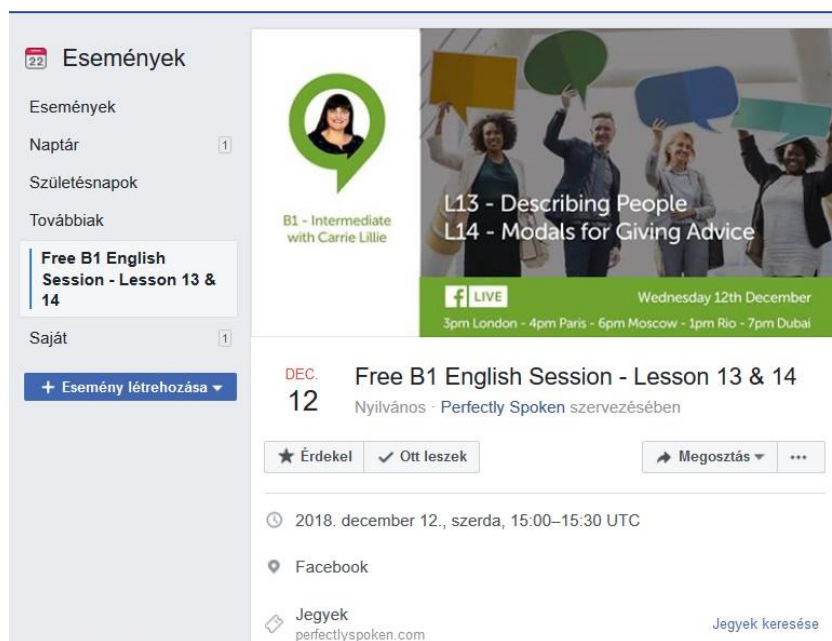 22
Események
Események
Naptár 1
Születésnapok
Továbbiak
Free B1 English
Session - Lesson 13 &
14
Saját 1
+ Esemény létrehozása
B1 - Intermediate
with Carrie Lillie
L13 - Describing People
L14 - Modals for Giving Advice
f LIVE
Wednesday 12th December
3pm London - 4pm Paris - 6pm Moscow - 1pm Rio - 7pm Dubai
DEC.
12
Free B1 English Session - Lesson 13 & 14
Nyilvános · Perfectly Spoken szervezésében
Érdekel
Ott leszek
Megosztás
...
2018. december 12., szerda, 15:00–15:30 UTC
Facebook
Jegyek
perfectlyspoken.com
Jegyek keresése